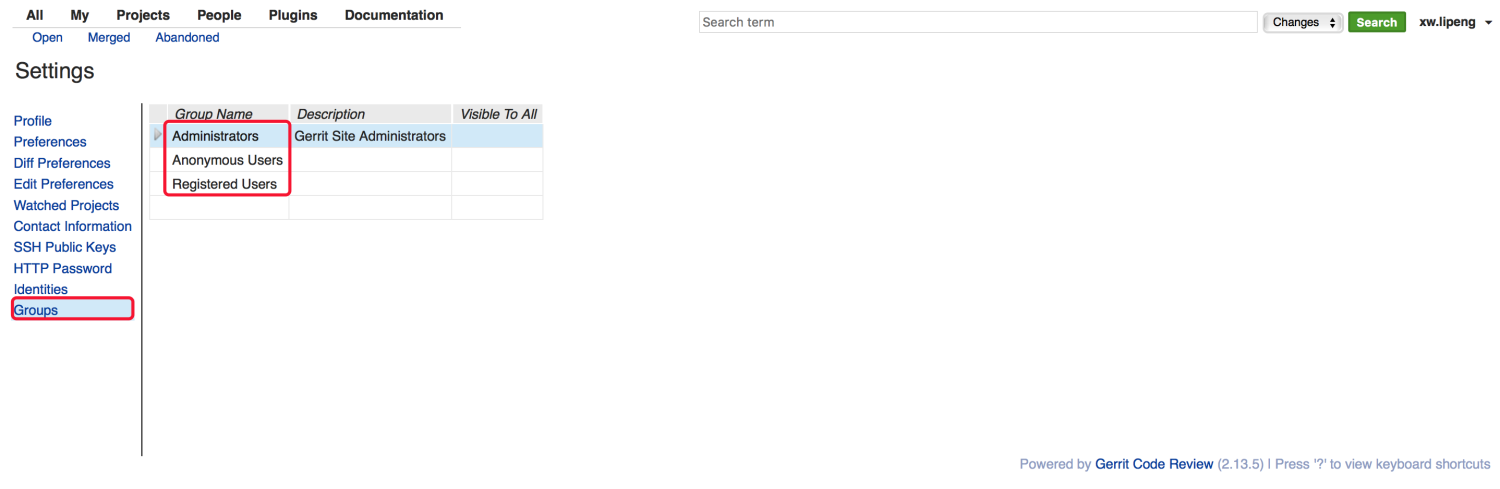 All My Projects People Plugins Documentation
Search term Changes Search xw.lipeng
Open Merged Abandoned
Settings
Profile
Preferences
Diff Preferences
Edit Preferences
Watched Projects
Contact Information
SSH Public Keys
HTTP Password
Identities
Groups
Group Name Description Visible To All
Administrators Gerrit Site Administrators
Anonymous Users
Registered Users
Powered by Gerrit Code Review (2.13.5) | Press '?' to view keyboard shortcuts